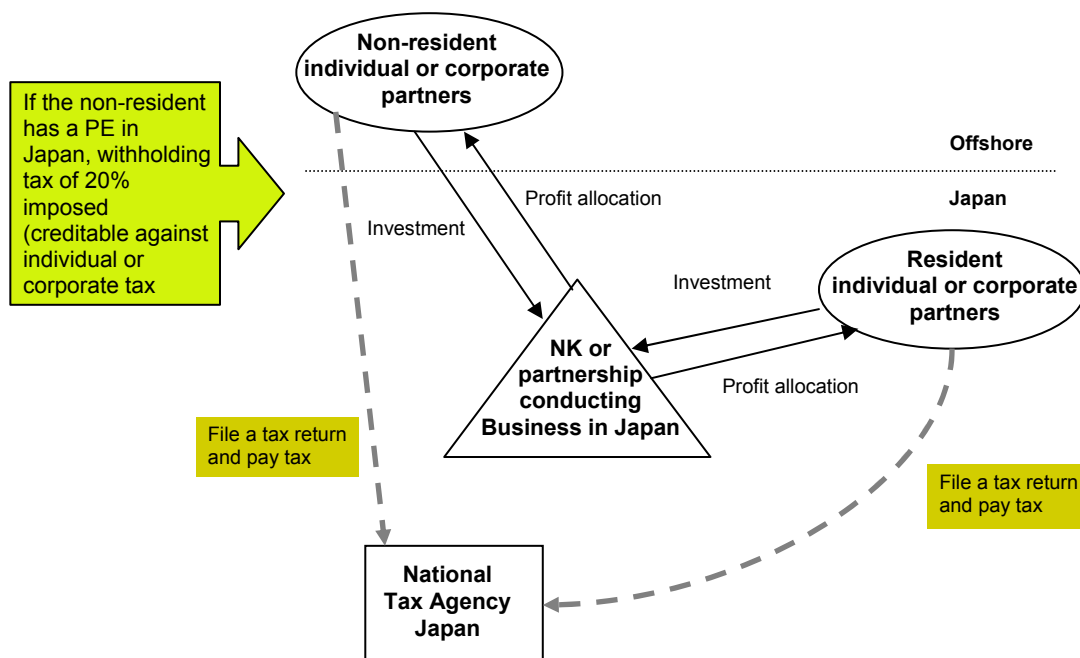 Non-resident
individual or corporate
partners
If the non-resident
has a PE in
Japan, withholding
tax of 20%
imposed
(creditable against
individual or
corporate tax
Offshore
Japan
Profit allocation
Investment
Resident
individual or corporate
partners
Investment
NK or
partnership
conducting
Business in Japan
Profit allocation
File a tax return
and pay tax
File a tax return
and pay tax
National
Tax Agency
Japan